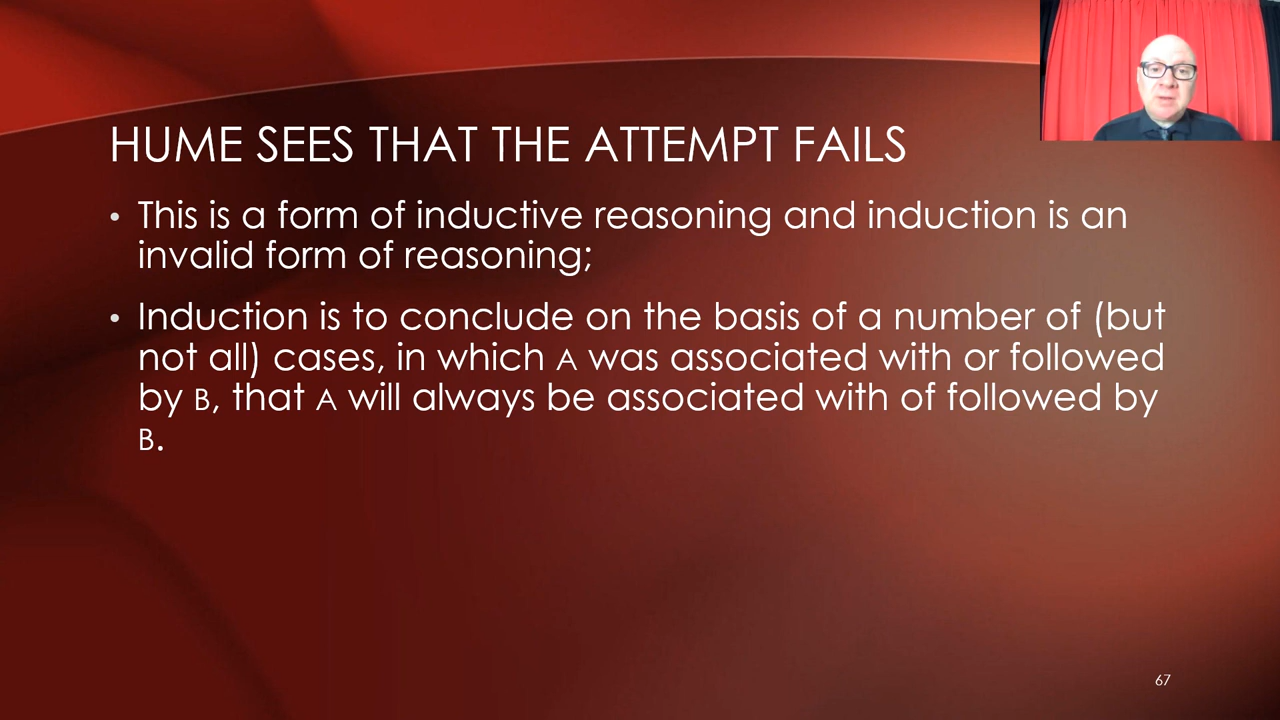 HUME SEES THAT THE ATTEMPT FAILS
• This is a form of inductive reasoning and induction is an
invalid form of reasoning;
• Induction is to conclude on the basis of a number of (but
not all) cases, in which A was associated with or followed
by B, that A will always be associated with of followed by
B.
67